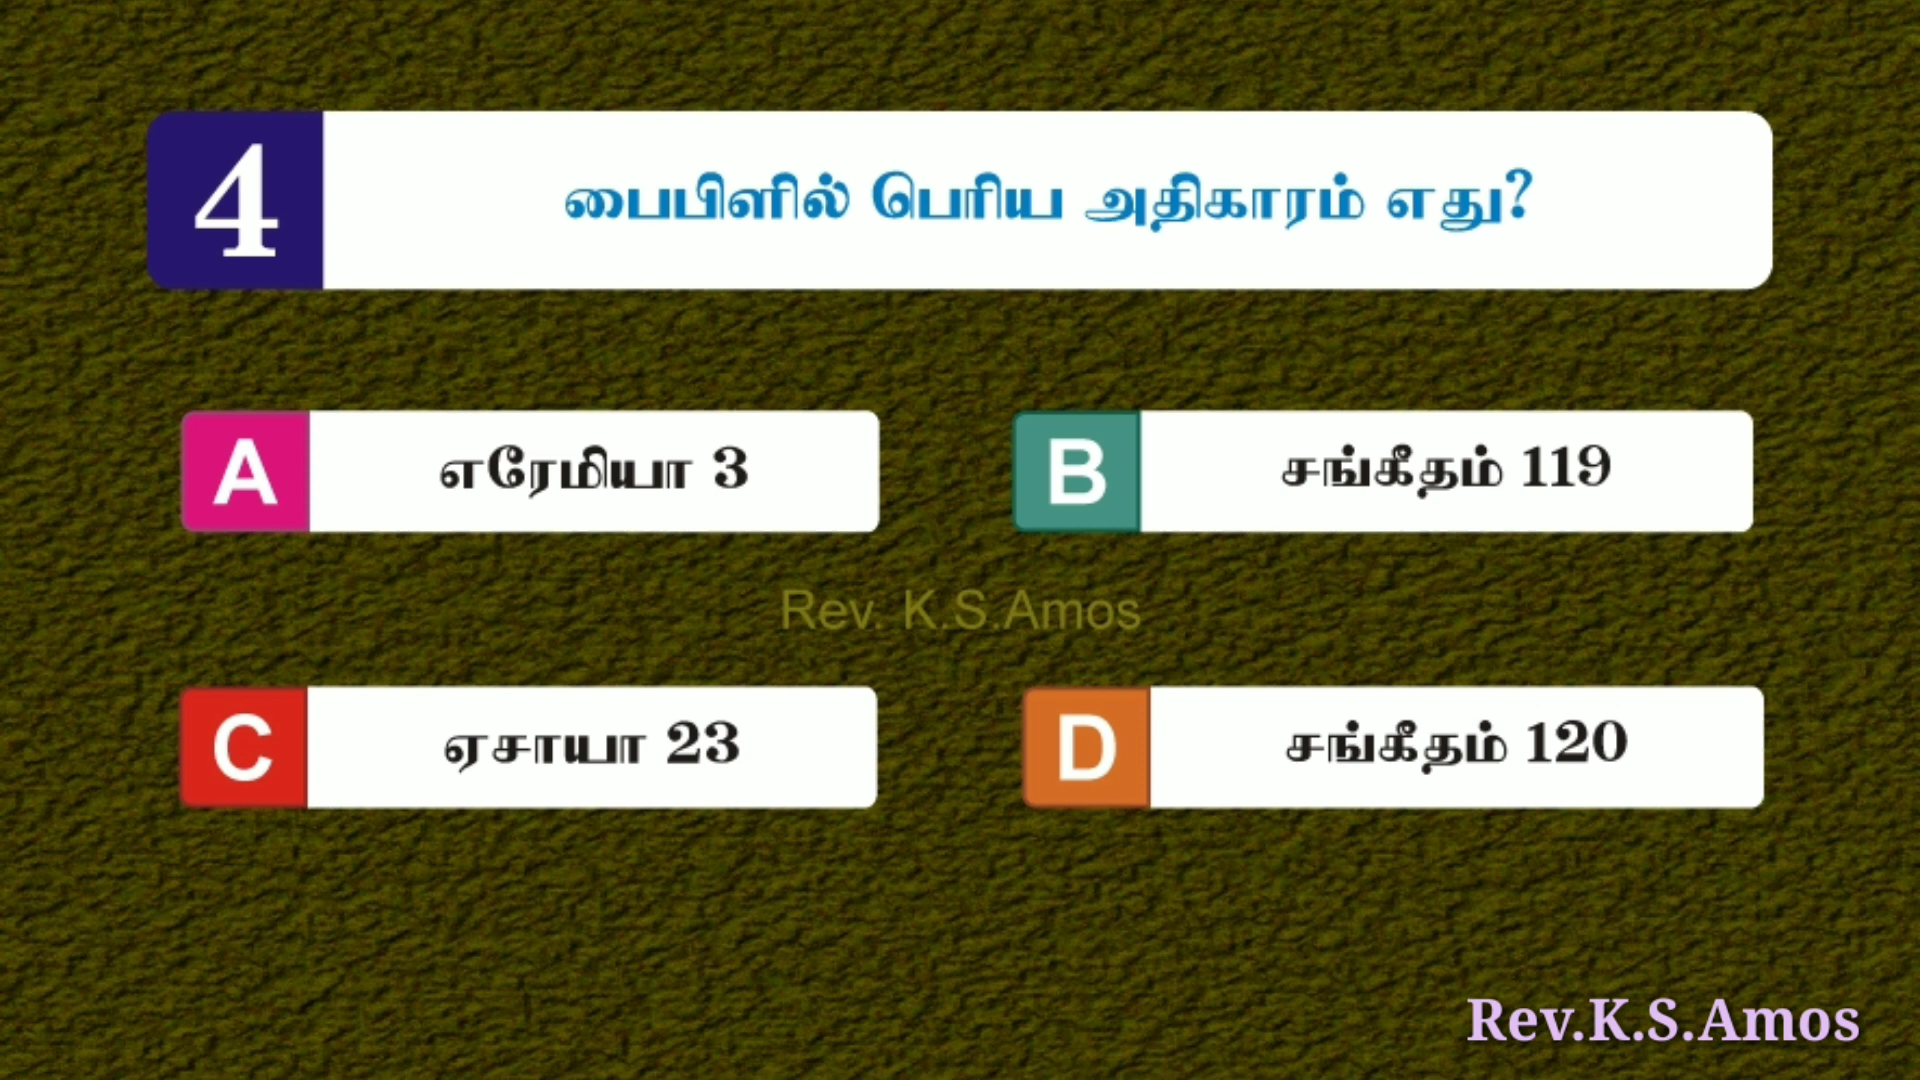 4
பைபிளில் பெரிய அதிகாரம் எது?
A எரேமியா 3
B சங்கீதம் 119
Rev. K.S.Amos
C ஏசாயா 23
D சங்கீதம் 120
Rev.K.S.Amos